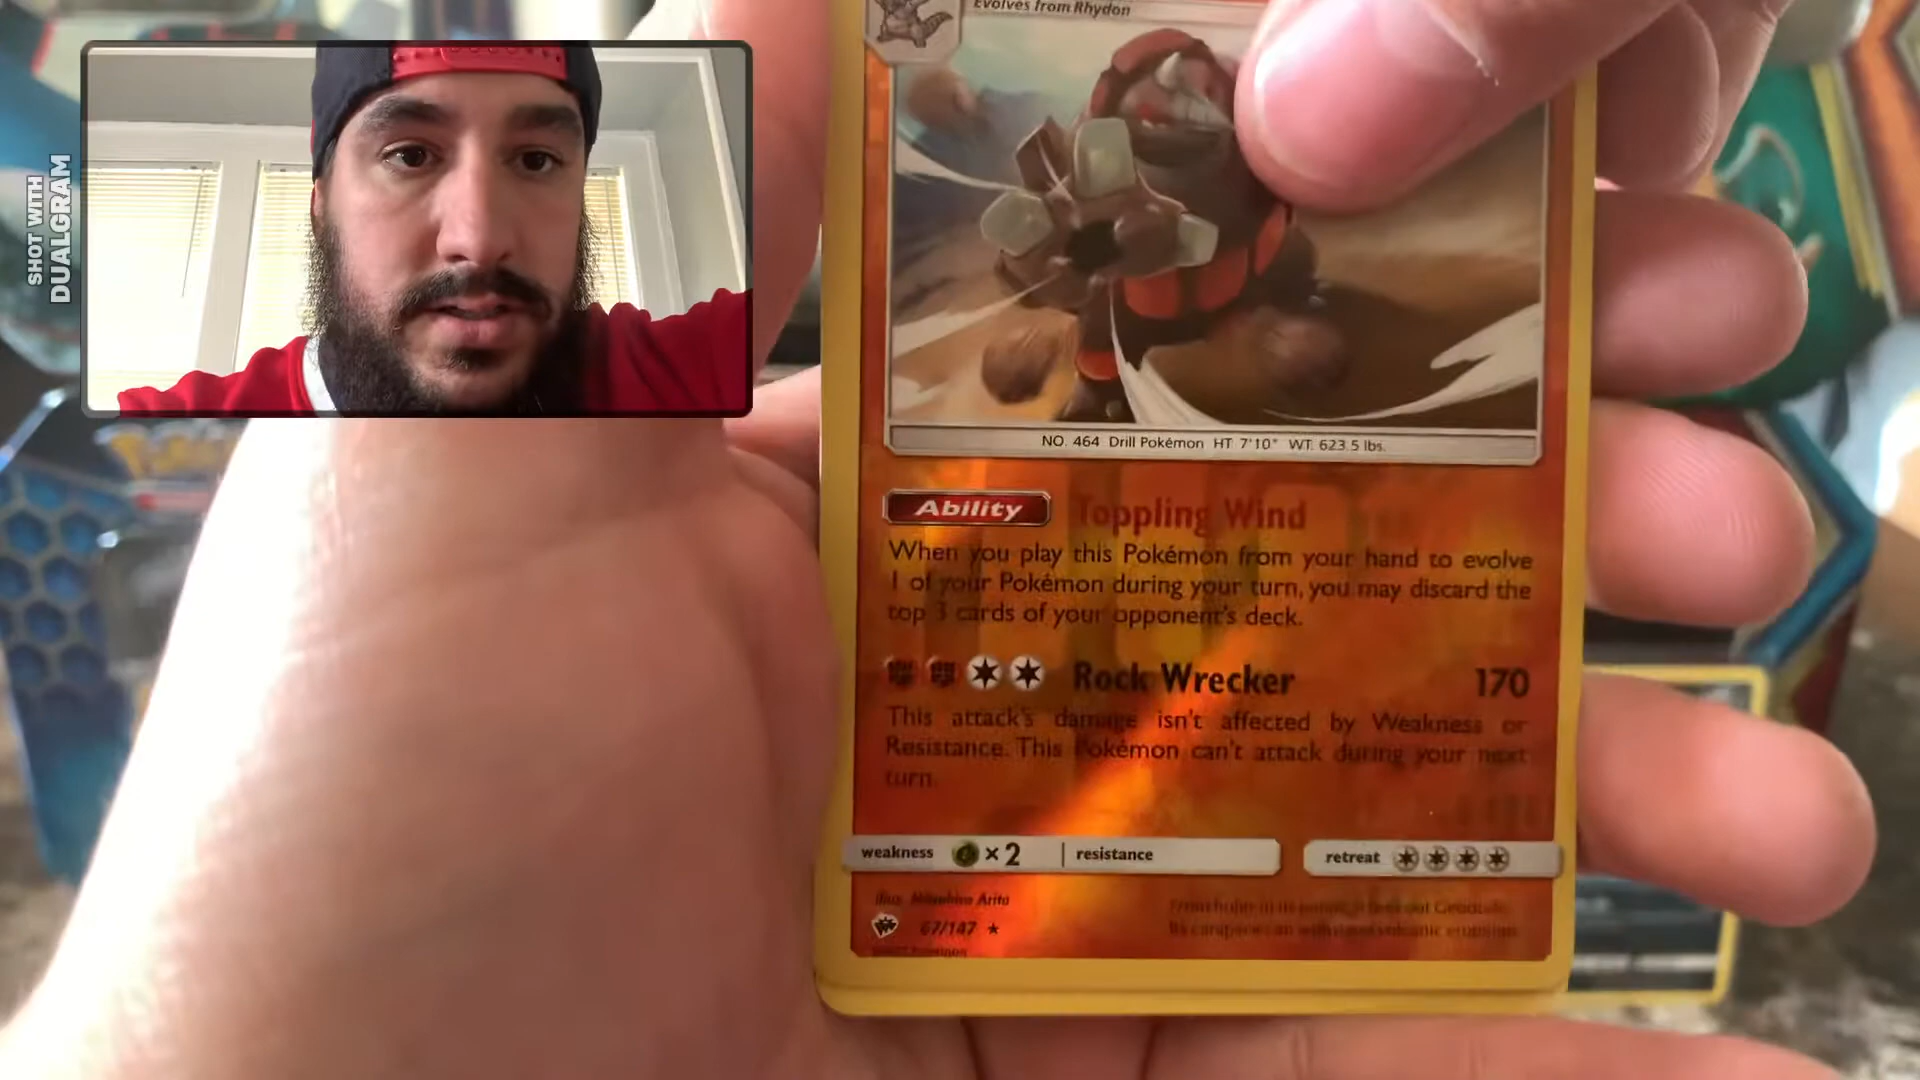 SHOT WITH
DUALGRAM
Evolves from Rhydon
NO. 464 Drill Pokémon HT: 7'10" WT: 623.5 lbs.
Ability Toppling Wind
When you play this Pokémon from your hand to evolve
1 of your Pokémon during your turn, you may discard the
top 3 cards of your opponent's deck.
Rock Wrecker 170
This attack's damage isn't affected by Weakness or
Resistance. This Pokémon can't attack during your next
turn.
weakness ×2 resistance
retreat
Illus. Mitsuhiro Arita
67/147